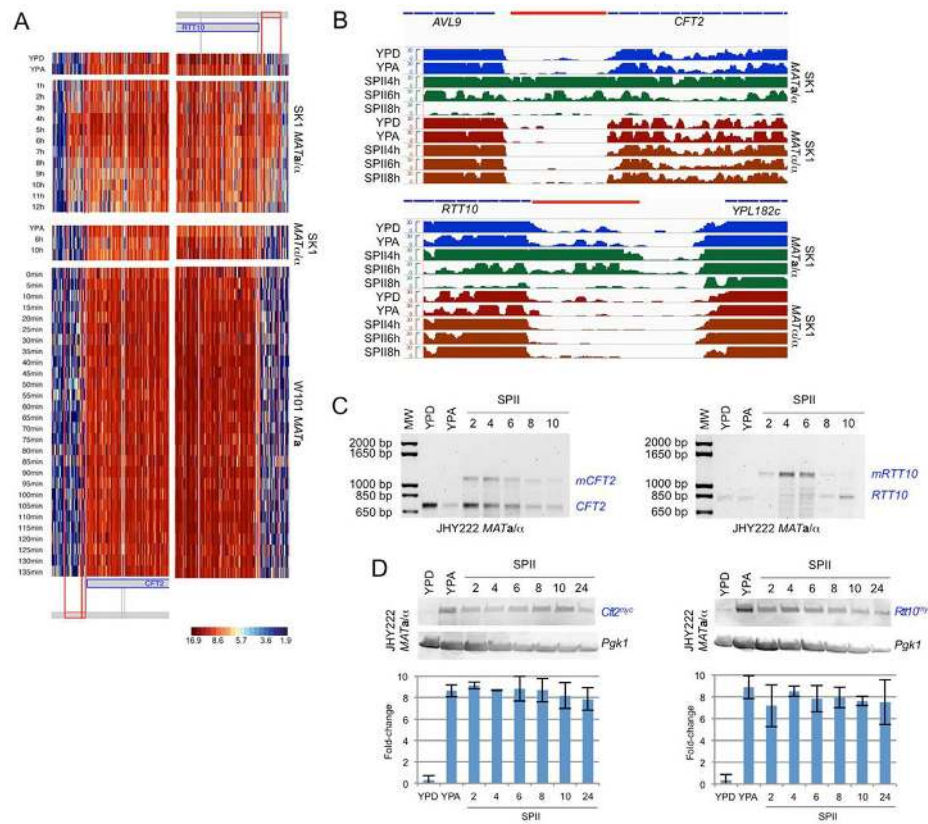 A
RTT10
YPD
YPA
1h
2h
3h
4h
5h
6h
7h
8h
9h
10h
11h
12h
SK1 MATa/α
YPA
6h
10h
SK1
MATα/α
0min
5min
10min
15min
20min
25min
30min
35min
40min
45min
50min
55min
60min
65min
70min
75min
80min
85min
90min
95min
100min
105min
110min
115min
120min
125min
130min
135min
W101 MATa
CFT2
16.9 8.6 5.7 3.6 1.9
B
AVL9 CFT2
YPD
YPA
SPII4h
SPII6h
SPII8h
YPD
YPA
SPII4h
SPII6h
SPII8h
SK1
MATa/α
SK1
MATα/α
RTT10 YPL182c
YPD
YPA
SPII4h
SPII6h
SPII8h
YPD
YPA
SPII4h
SPII6h
SPII8h
SK1
MATa/α
SK1
MATα/α
C
MW YPD YPA SPII
2 4 6 8 10
2000 bp
1650 bp
1000 bp
850 bp
650 bp
mCFT2
CFT2
JHY222 MATa/α
MW YPD YPA SPII
2 4 6 8 10
2000 bp
1650 bp
1000 bp
850 bp
650 bp
mRTT10
RTT10
JHY222 MATa/α
D
YPD YPA SPII
2 4 6 8 10 24
JHY222
MATa/α
Cft2myc
Pgk1
Fold-change
10
8
6
4
2
0
YPD YPA 2 4 6 8 10 24
SPII
YPD YPA SPII
2 4 6 8 10 24
JHY222
MATa/α
Rtt10my
Pgk1
Fold-change
10
8
6
4
2
0
YPD YPA 2 4 6 8 10 24
SPII